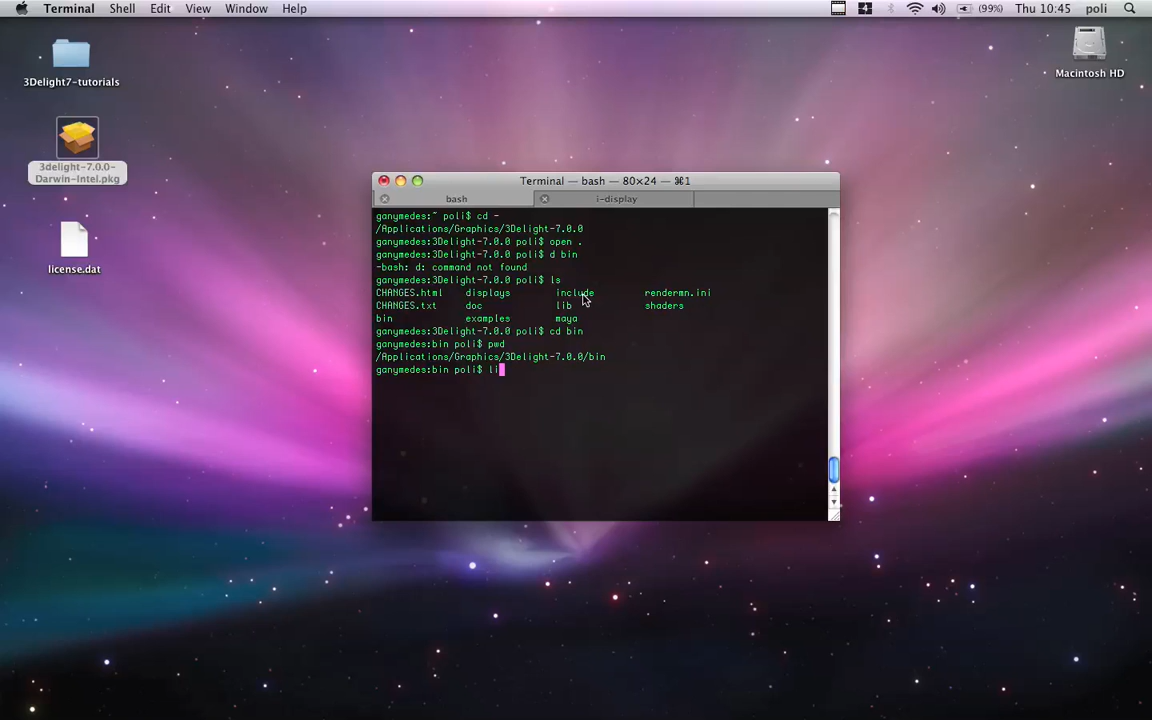 Terminal Shell Edit View Window Help 4 (99%) Thu 10:45 poli
3Delight7-tutorials
3delight-7.0.0-
Darwin-Intel.pkg
license.dat
Macintosh HD
Terminal — bash — 80×24 — ⌘1
bash i-display
ganymedes:~ poli$ cd -
/Applications/Graphics/3Delight-7.0.0
ganymedes:3Delight-7.0.0 poli$ open .
ganymedes:3Delight-7.0.0 poli$ d bin
-bash: d: command not found
ganymedes:3Delight-7.0.0 poli$ ls
CHANGES.html displays include rendermn.ini
CHANGES.txt doc lib shaders
bin examples maya
ganymedes:3Delight-7.0.0 poli$ cd bin
ganymedes:bin poli$ pwd
/Applications/Graphics/3Delight-7.0.0/bin
ganymedes:bin poli$ li